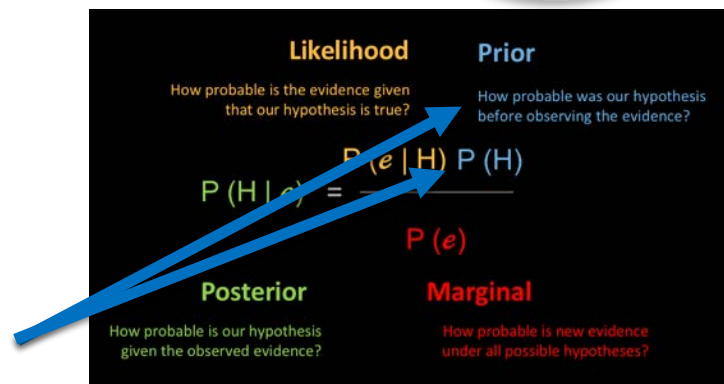 Likelihood
How probable is the evidence given
that our hypothesis is true?
Prior
How probable was our hypothesis
before observing the evidence?
P (e | H) P (H)
P (H | e) =
P (e)
Posterior
How probable is our hypothesis
given the observed evidence?
Marginal
How probable is new evidence
under all possible hypotheses?